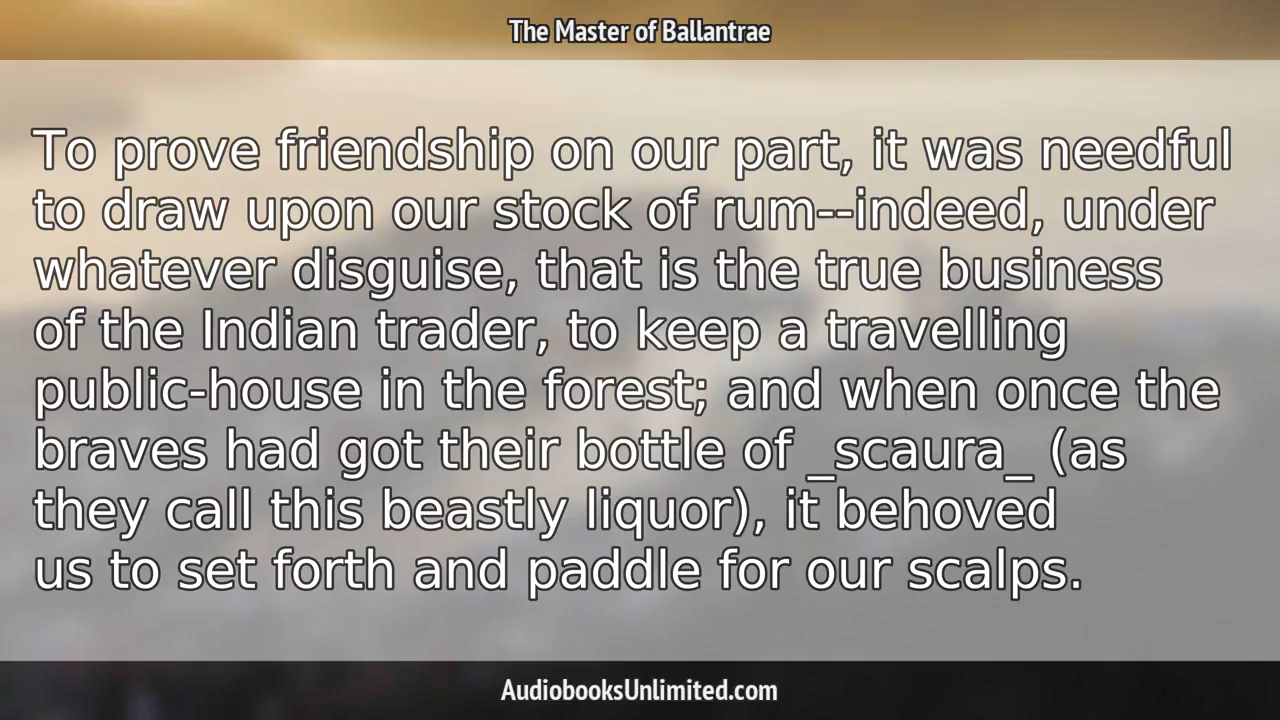 The Master of Ballantrae
To prove friendship on our part, it was needful
to draw upon our stock of rum--indeed, under
whatever disguise, that is the true business
of the Indian trader, to keep a travelling
public-house in the forest; and when once the
braves had got their bottle of _scaura_ (as
they call this beastly liquor), it behoved
us to set forth and paddle for our scalps.
AudiobooksUnlimited.com